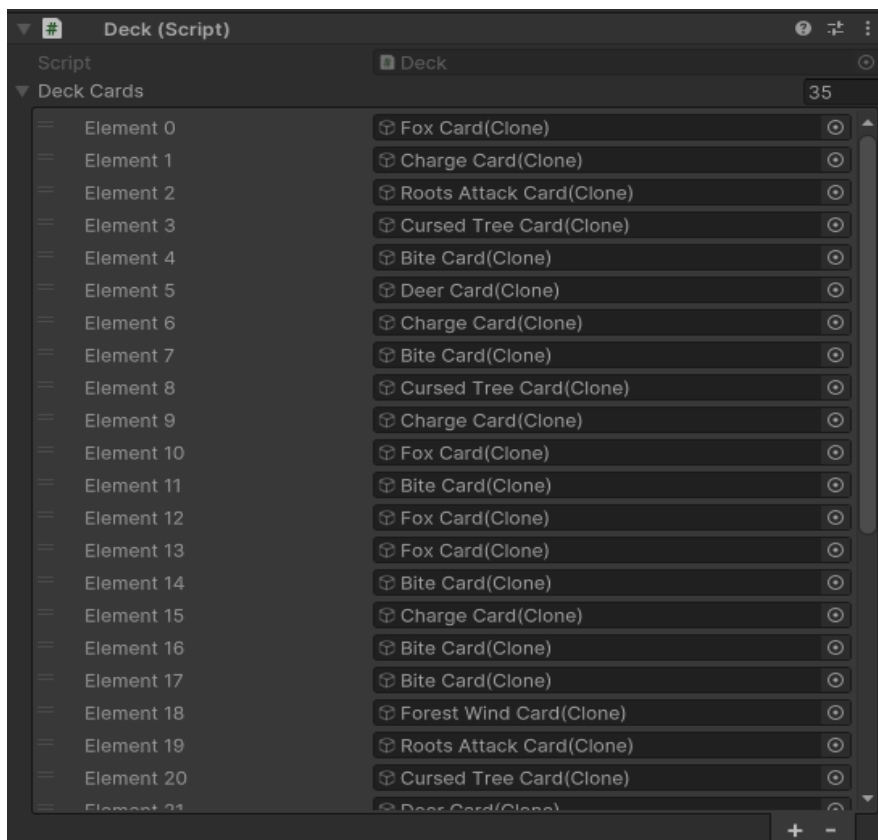 Deck (Script)
Script Deck
Deck Cards 35
Element 0 Fox Card(Clone)
Element 1 Charge Card(Clone)
Element 2 Roots Attack Card(Clone)
Element 3 Cursed Tree Card(Clone)
Element 4 Bite Card(Clone)
Element 5 Deer Card(Clone)
Element 6 Charge Card(Clone)
Element 7 Bite Card(Clone)
Element 8 Cursed Tree Card(Clone)
Element 9 Charge Card(Clone)
Element 10 Fox Card(Clone)
Element 11 Bite Card(Clone)
Element 12 Fox Card(Clone)
Element 13 Fox Card(Clone)
Element 14 Bite Card(Clone)
Element 15 Charge Card(Clone)
Element 16 Bite Card(Clone)
Element 17 Bite Card(Clone)
Element 18 Forest Wind Card(Clone)
Element 19 Roots Attack Card(Clone)
Element 20 Cursed Tree Card(Clone)
Element 21 Deer Card(Clone)